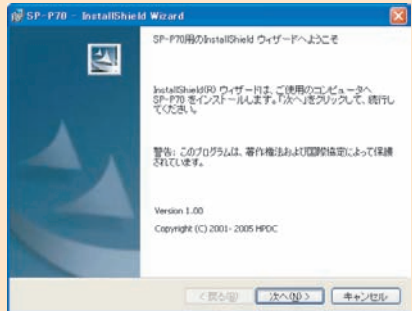 SP-P70 - InstallShield Wizard
SP-P70用のInstallShield ウィザードへようこそ
InstallShield(R) ウィザードは、ご使用のコンピュータへ
SP-P70 をインストールします。「次へ」をクリックして、続行し
てください。
警告: このプログラムは、著作権法および国際協定によって保護
されています。
Version 1.00
Copyright (C) 2001- 2005 HPDC
< 戻る(B)
次へ(N) >
キャンセル